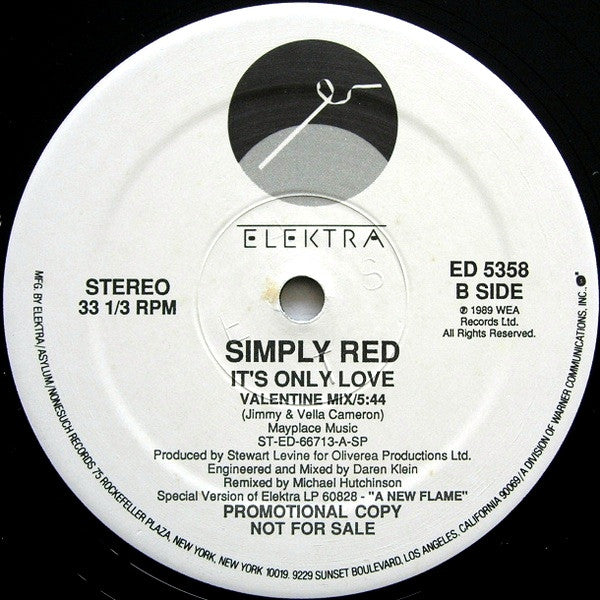 ELEKTRA
STEREO
33 1/3 RPM
ED 5358
B SIDE
℗ 1989 WEA
Records Ltd.
All Rights Reserved.
SIMPLY RED
IT'S ONLY LOVE
VALENTINE MIX/5:44
(Jimmy & Vella Cameron)
Mayplace Music
ST-ED-66713-A-SP
Produced by Stewart Levine for Oliverea Productions Ltd.
Engineered and Mixed by Daren Klein
Remixed by Michael Hutchinson
Special Version of Elektra LP 60828 - "A NEW FLAME"
PROMOTIONAL COPY
NOT FOR SALE
MFG. BY ELEKTRA/ASYLUM/NONESUCH RECORDS 75 ROCKEFELLER PLAZA, NEW YORK, NEW YORK 10019. 9229 SUNSET BOULEVARD, LOS ANGELES, CALIFORNIA 90069/A DIVISION OF WARNER COMMUNICATIONS, INC.